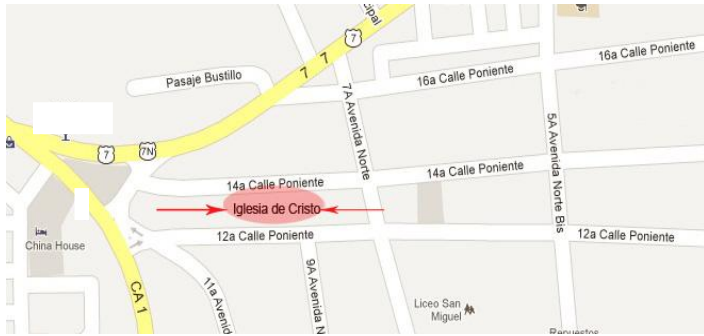 cipal
7
7
7
Pasaje Bustillo
16a Calle Poniente
16a Calle Poniente
7A Avenida Norte
5A Avenida Norte Bis
7
7N
14a Calle Poniente
14a Calle Poniente
Iglesia de Cristo
China House
12a Calle Poniente
12a Calle Poniente
CA 1
11a Avenid
9A Avenida N
Liceo San
Miguel
Repuestos